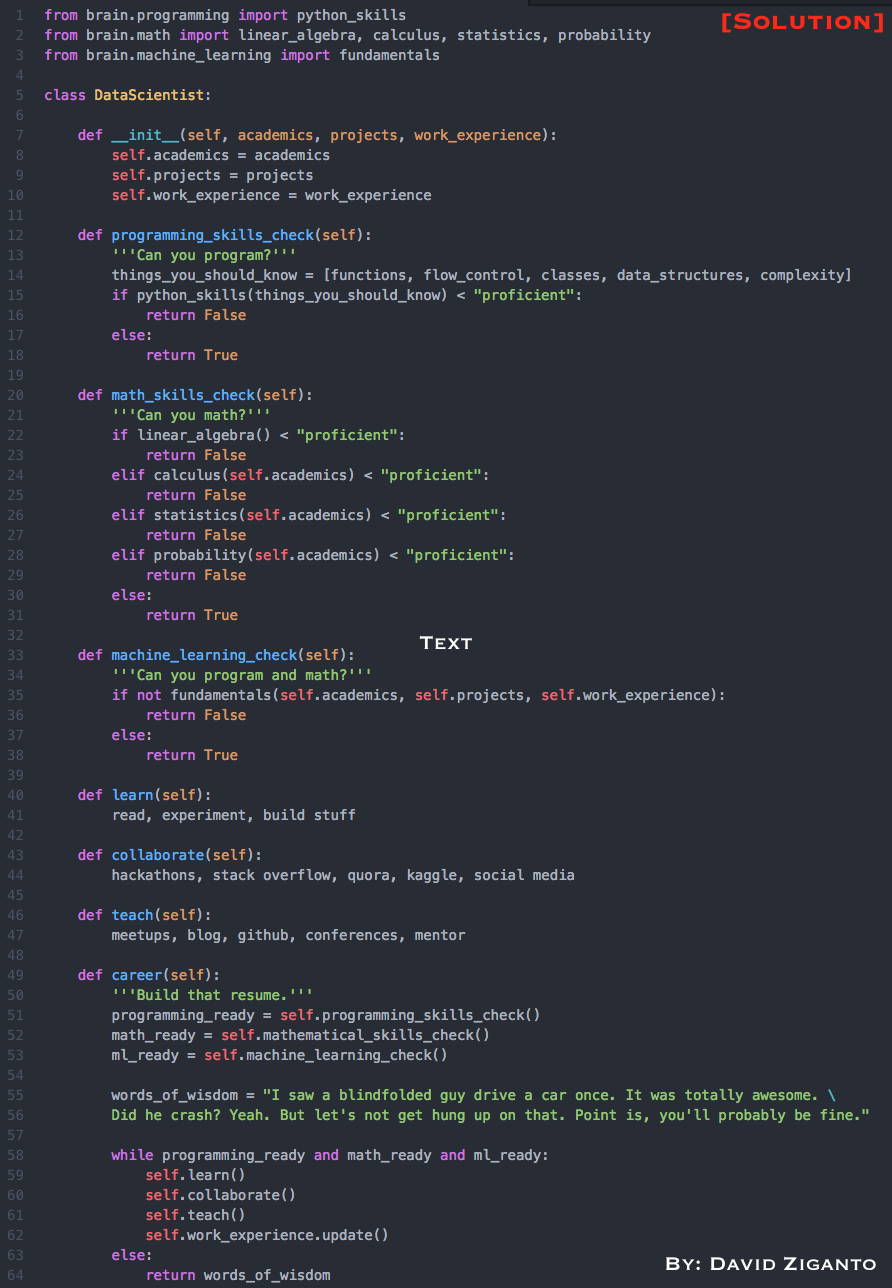 [Solution]
1 from brain.programming import python_skills
2 from brain.math import linear_algebra, calculus, statistics, probability
3 from brain.machine_learning import fundamentals
4
5 class DataScientist:
6
7     def __init__(self, academics, projects, work_experience):
8         self.academics = academics
9         self.projects = projects
10         self.work_experience = work_experience
11
12     def programming_skills_check(self):
13         '''Can you program?'''
14         things_you_should_know = [functions, flow_control, classes, data_structures, complexity]
15         if python_skills(things_you_should_know) < "proficient":
16             return False
17         else:
18             return True
19
20     def math_skills_check(self):
21         '''Can you math?'''
22         if linear_algebra() < "proficient":
23             return False
24         elif calculus(self.academics) < "proficient":
25             return False
26         elif statistics(self.academics) < "proficient":
27             return False
28         elif probability(self.academics) < "proficient":
29             return False
30         else:
31             return True
32
Text
33     def machine_learning_check(self):
34         '''Can you program and math?'''
35         if not fundamentals(self.academics, self.projects, self.work_experience):
36             return False
37         else:
38             return True
39
40     def learn(self):
41         read, experiment, build stuff
42
43     def collaborate(self):
44         hackathons, stack overflow, quora, kaggle, social media
45
46     def teach(self):
47         meetups, blog, github, conferences, mentor
48
49     def career(self):
50         '''Build that resume.'''
51         programming_ready = self.programming_skills_check()
52         math_ready = self.mathematical_skills_check()
53         ml_ready = self.machine_learning_check()
54
55         words_of_wisdom = "I saw a blindfolded guy drive a car once. It was totally awesome. \
56         Did he crash? Yeah. But let's not get hung up on that. Point is, you'll probably be fine."
57
58         while programming_ready and math_ready and ml_ready:
59             self.learn()
60             self.collaborate()
61             self.teach()
62             self.work_experience.update()
63         else:
64             return words_of_wisdom
By: David Ziganto